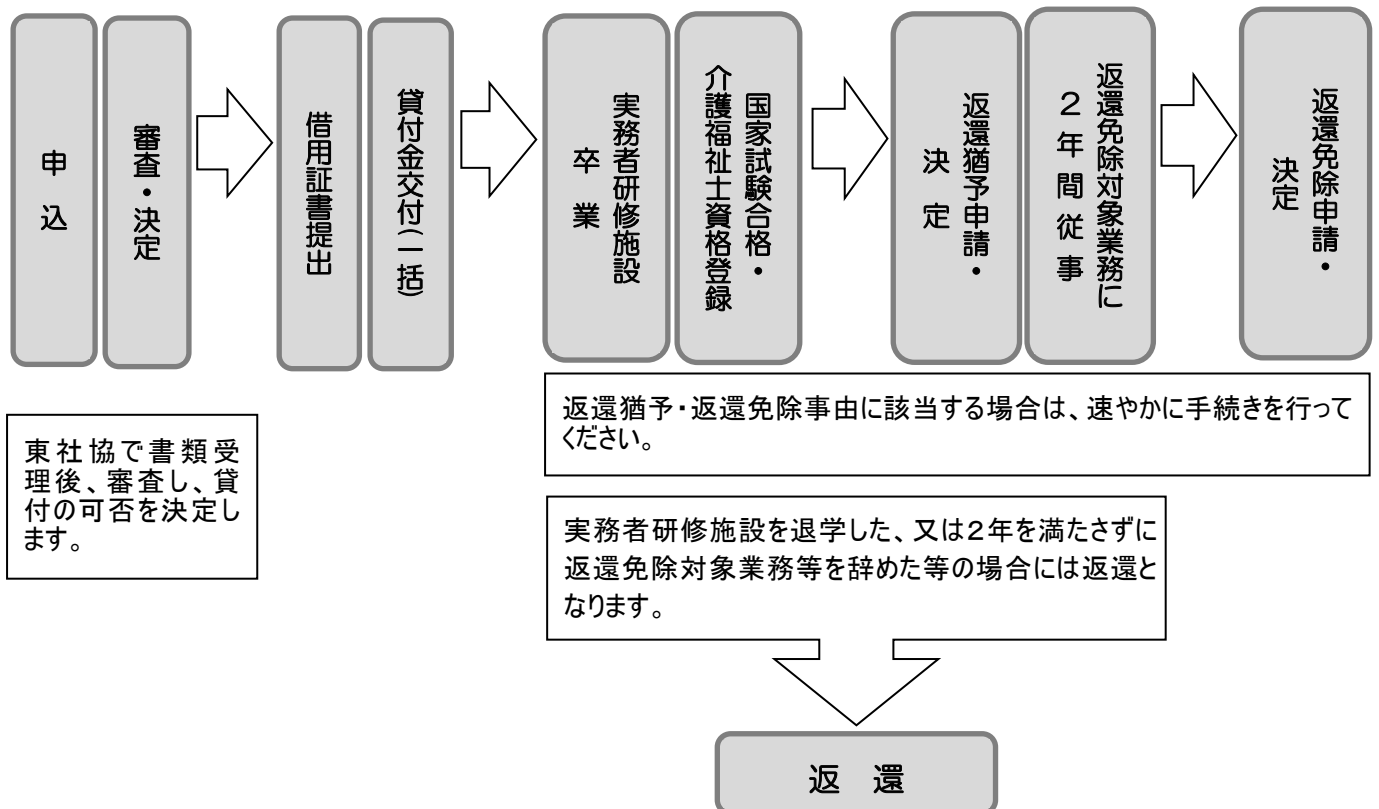 申込
審査・決定
借用証書提出
貸付金交付(一括)
実務者研修施設
卒業
国家試験合格・
介護福祉士資格登録
返還猶予申請・
決定
返還免除対象業務に
２年間従事
返還免除申請・
決定
東社協で書類受
理後、審査し、貸
付の可否を決定し
ます。
返還猶予・返還免除事由に該当する場合は、速やかに手続きを行って
ください。
実務者研修施設を退学した、又は２年を満たさずに
返還免除対象業務等を辞めた等の場合には返還と
なります。
返　還